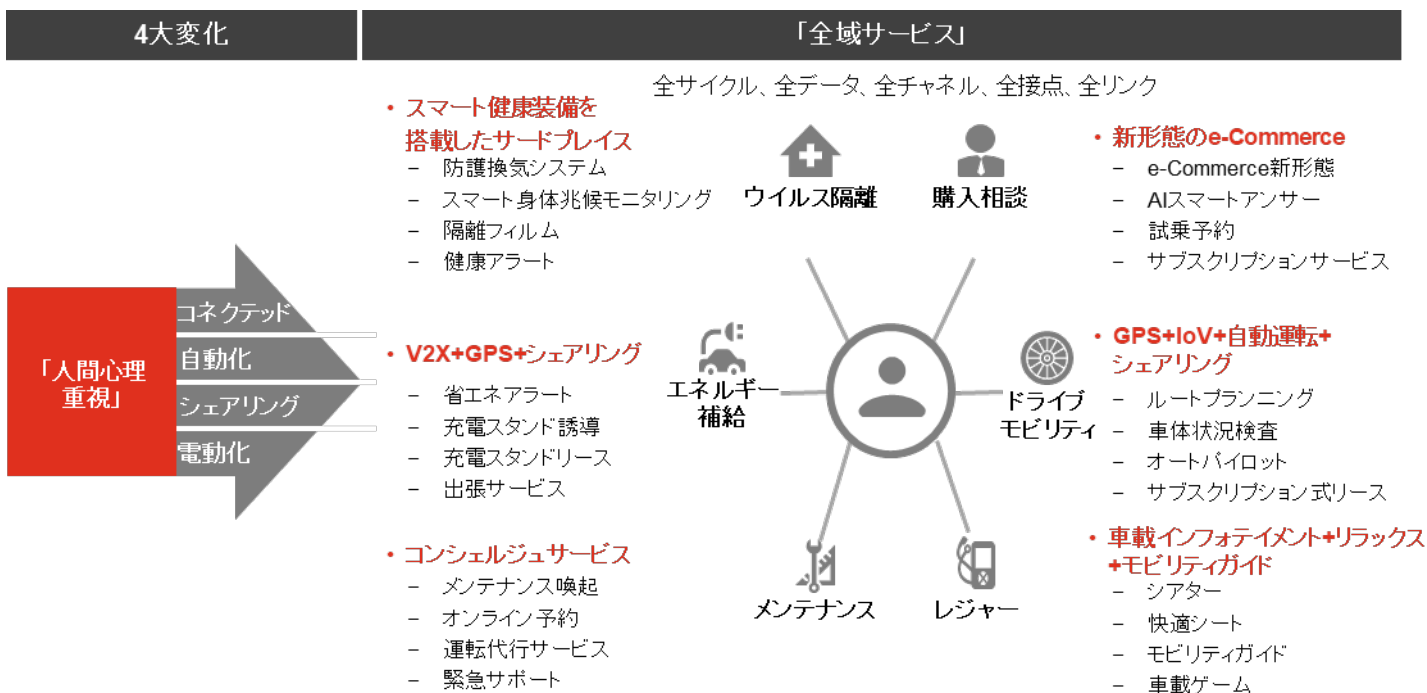 4大変化
「全域サービス」
全サイクル、全データ、全チャネル、全接点、全リンク
「人間心理
重視」
コネクテッド
自動化
シェアリング
電動化
• スマート健康装備を
搭載したサードプレイス
– 防護換気システム
– スマート身体兆候モニタリング
– 隔離フィルム
– 健康アラート
• V2X+GPS+シェアリング
– 省エネアラート
– 充電スタンド誘導
– 充電スタンドリース
– 出張サービス
• コンシェルジュサービス
– メンテナンス喚起
– オンライン予約
– 運転代行サービス
– 緊急サポート
ウイルス隔離
購入相談
エネルギー
補給
ドライブ
モビリティ
メンテナンス
レジャー
• 新形態のe-Commerce
– e-Commerce新形態
– AIスマートアンサー
– 試乗予約
– サブスクリプションサービス
• GPS+IoV+自動運転+
シェアリング
– ルートプランニング
– 車体状況検査
– オートパイロット
– サブスクリプション式リース
• 車載インフォテイメント+リラックス
+モビリティガイド
– シアター
– 快適シート
– モビリティガイド
– 車載ゲーム